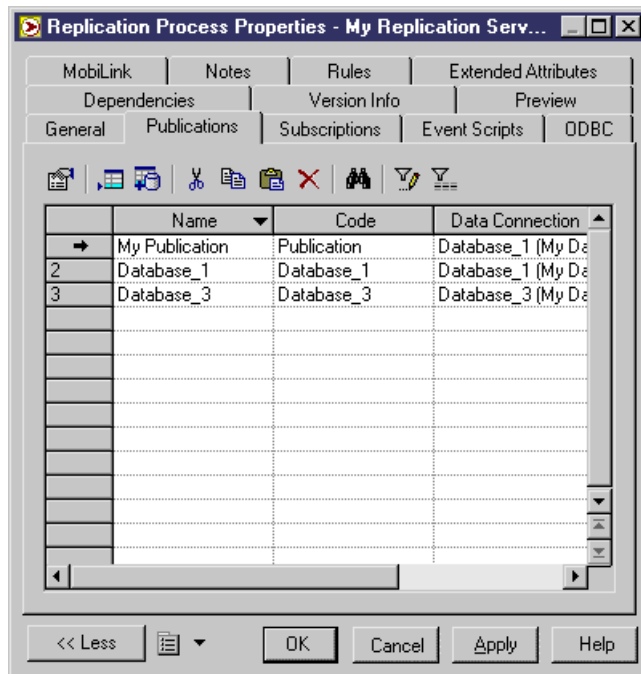 Replication Process Properties - My Replication Serv...
MobiLink Notes Rules Extended Attributes
Dependencies Version Info Preview
General Publications Subscriptions Event Scripts ODBC
Name Code Data Connection
My Publication Publication Database_1 (My Da
2 Database_1 Database_1 Database_1 (My Da
3 Database_3 Database_3 Database_3 (My Da
<< Less OK Cancel Apply Help